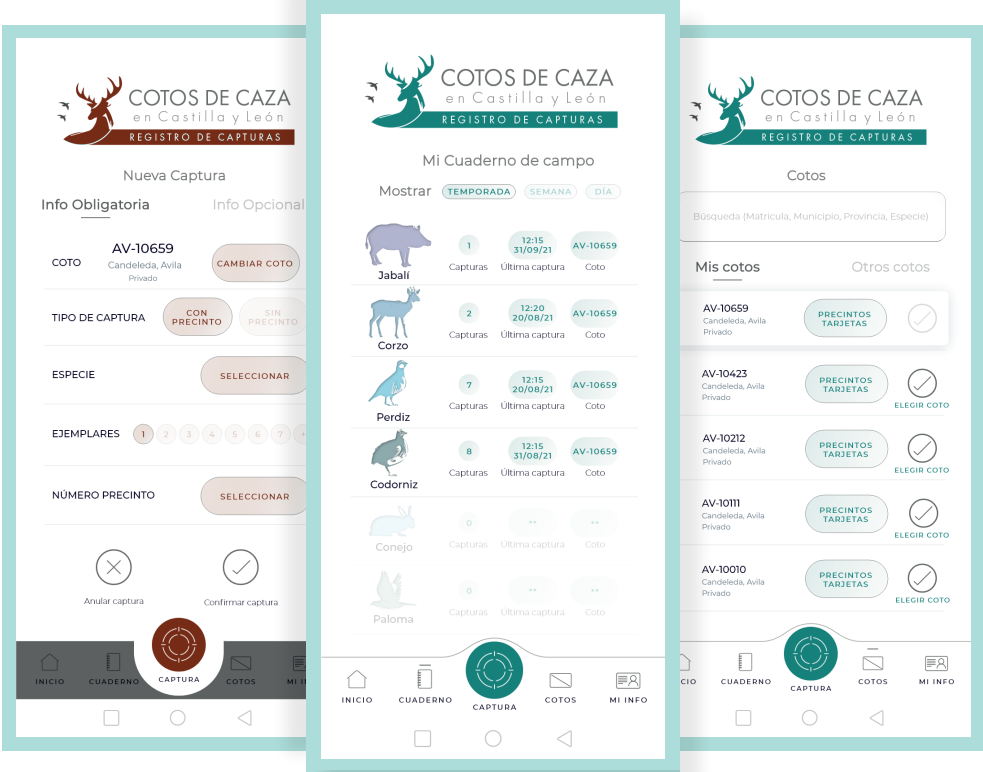 COTOS DE CAZA
en Castilla y León
REGISTRO DE CAPTURAS
Nueva Captura
Info Obligatoria
Info Opcional
COTO
AV-10659
Candeleda, Avila
Privado
CAMBIAR COTO
TIPO DE CAPTURA
CON
PRECINTO
SIN
PRECINTO
ESPECIE
SELECCIONAR
EJEMPLARES
1 2 3 4 5 6 7 +
NÚMERO PRECINTO
SELECCIONAR
Anular captura
Confirmar captura
INICIO
CUADERNO
CAPTURA
COTOS
MI I
COTOS DE CAZA
en Castilla y León
REGISTRO DE CAPTURAS
Mi Cuaderno de campo
Mostrar TEMPORADA SEMANA DÍA
Jabalí
1
Capturas
12:15
31/09/21
Última captura
AV-10659
Coto
Corzo
2
Capturas
12:20
20/08/21
Última captura
AV-10659
Coto
Perdiz
7
Capturas
12:15
20/08/21
Última captura
AV-10659
Coto
Codorniz
8
Capturas
12:15
31/08/21
Última captura
AV-10659
Coto
Conejo
0
Capturas
--
Última captura
--
Coto
Paloma
0
Capturas
--
Última captura
--
Coto
INICIO
CUADERNO
CAPTURA
COTOS
MI INFO
COTOS DE CAZA
en Castilla y León
REGISTRO DE CAPTURAS
Cotos
Búsqueda (Matricula, Municipio, Provincia, Especie)
Mis cotos
Otros cotos
AV-10659
Candeleda, Avila
Privado
PRECINTOS
TARJETAS
AV-10423
Candeleda, Avila
Privado
PRECINTOS
TARJETAS
ELEGIR COTO
AV-10212
Candeleda, Avila
Privado
PRECINTOS
TARJETAS
ELEGIR COTO
AV-10111
Candeleda, Avila
Privado
PRECINTOS
TARJETAS
ELEGIR COTO
AV-10010
Candeleda, Avila
Privado
PRECINTOS
TARJETAS
ELEGIR COTO
CIO
CUADERNO
CAPTURA
COTOS
MI INFO